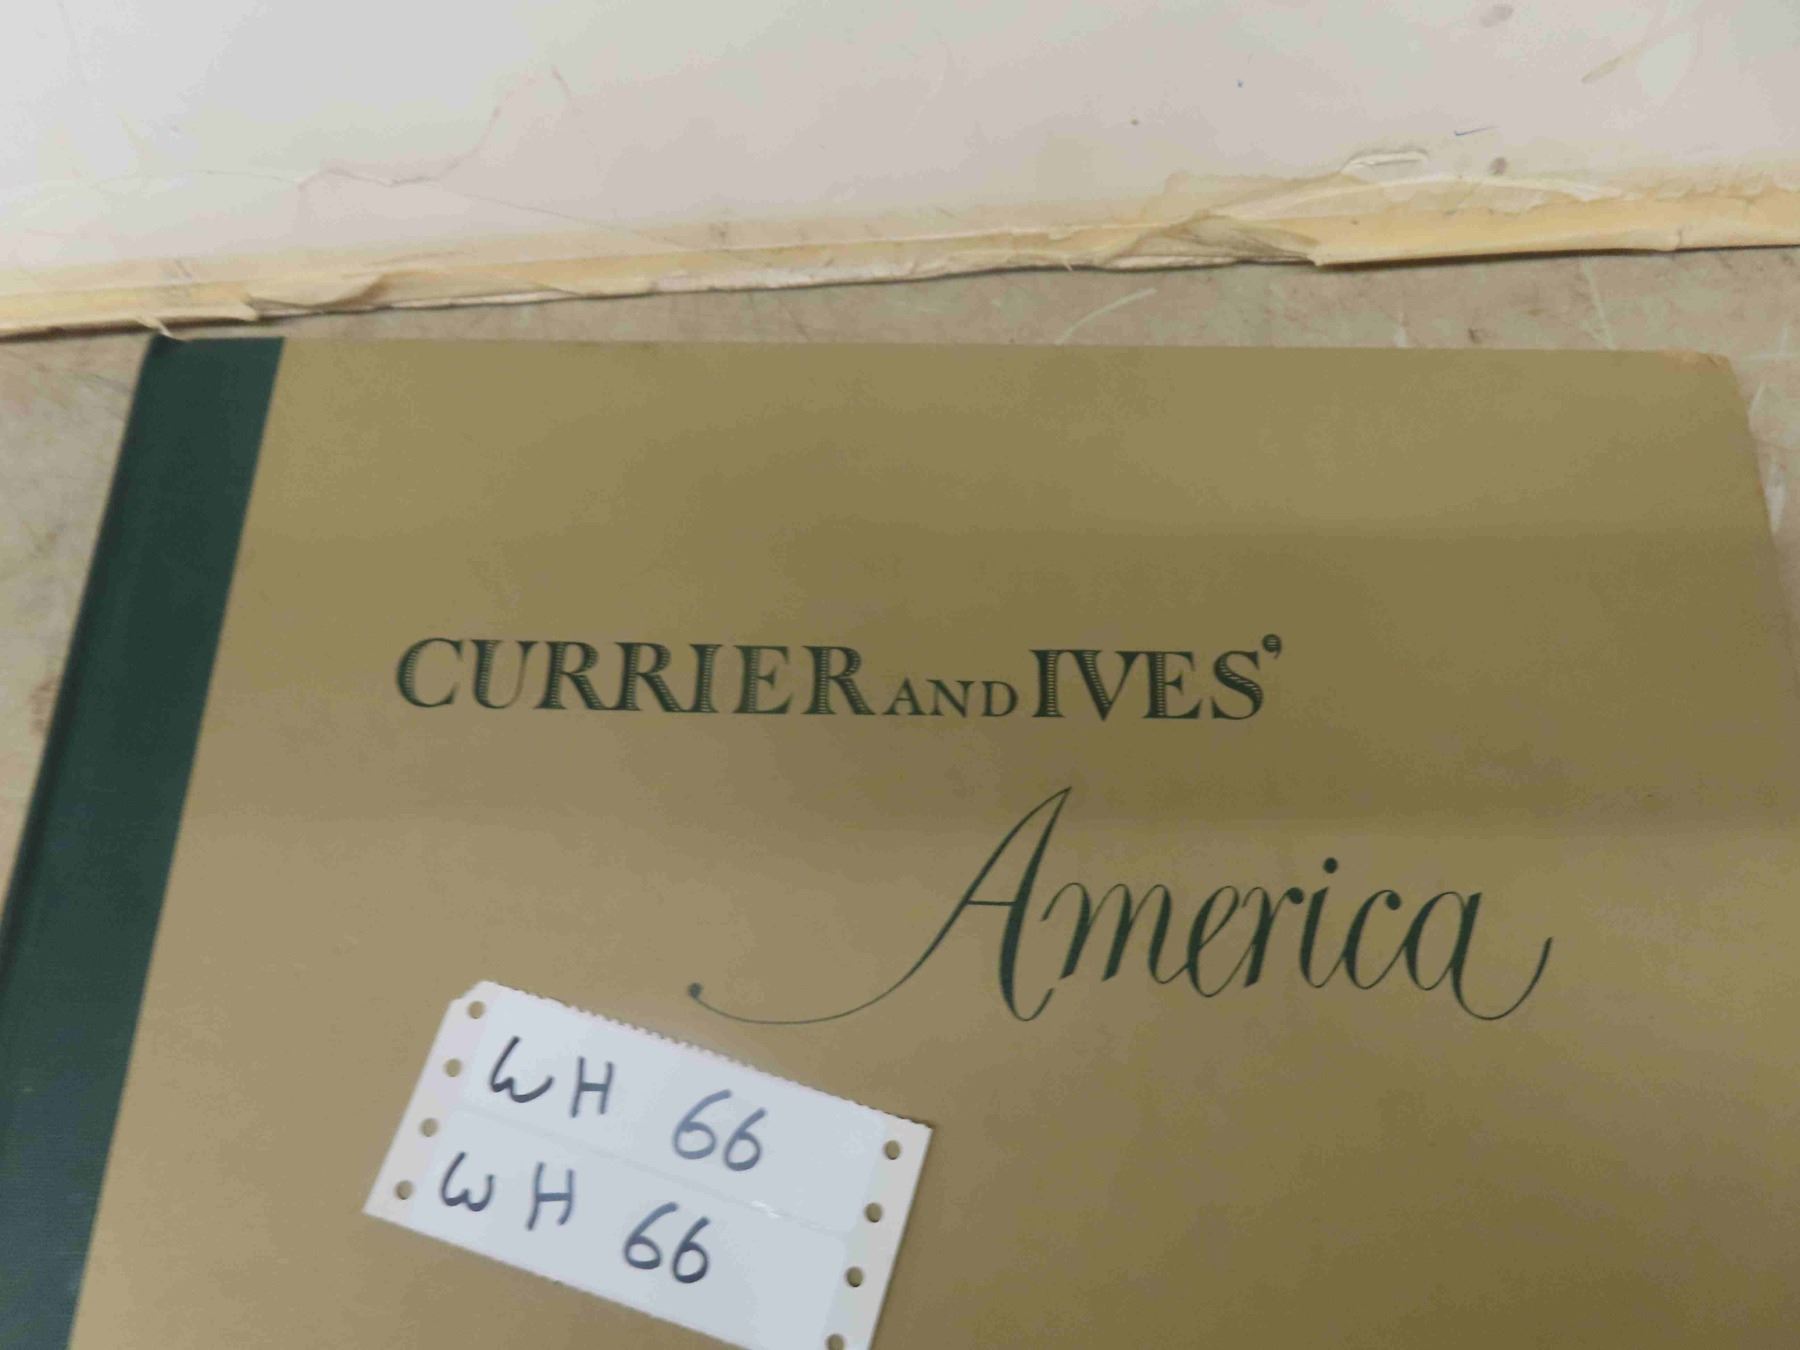 CURRIER AND IVES'
America
WH 66
WH 66